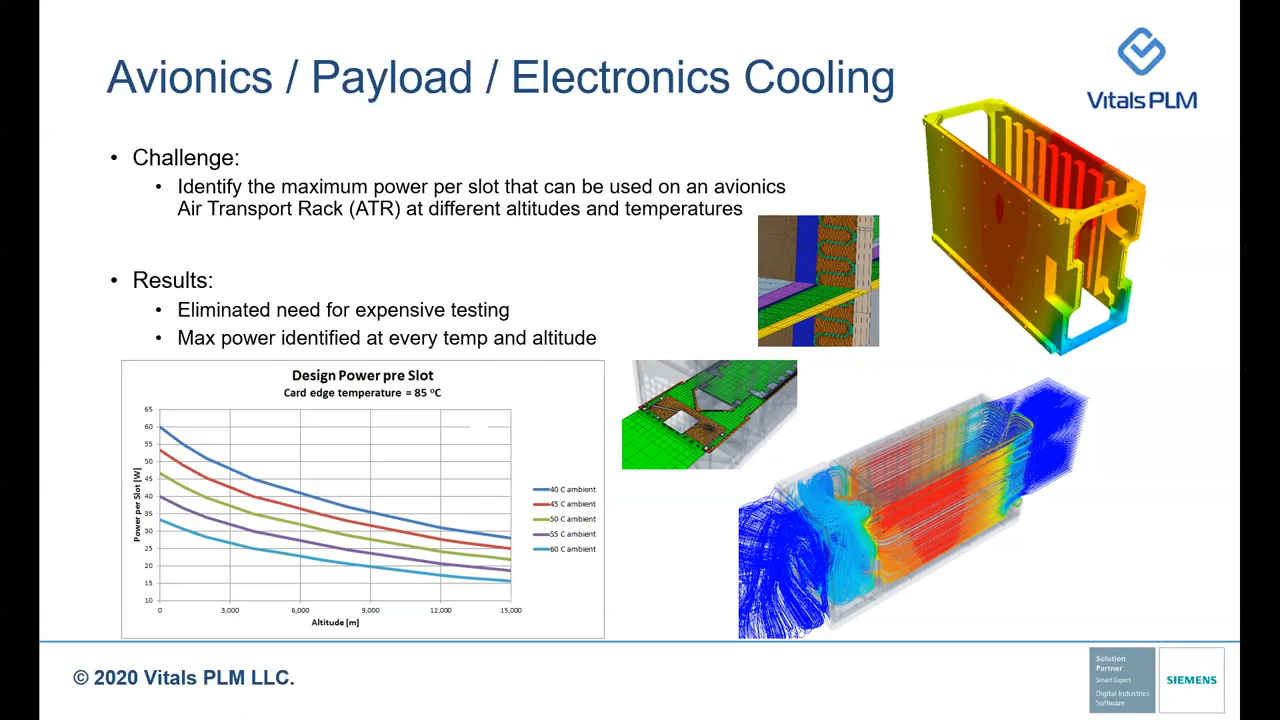 Avionics / Payload / Electronics Cooling
Vitals PLM
• Challenge:
• Identify the maximum power per slot that can be used on an avionics
Air Transport Rack (ATR) at different altitudes and temperatures
• Results:
• Eliminated need for expensive testing
• Max power identified at every temp and altitude
Design Power pre Slot
Card edge temperature = 85 °C
Power per Slot [W]
65
60
55
50
45
40
35
30
25
20
15
10
0 3,000 6,000 9,000 12,000 15,000
Altitude [m]
40 C ambient
45 C ambient
50 C ambient
55 C ambient
60 C ambient
© 2020 Vitals PLM LLC.
Solution
Partner
Smart Expert
Digital Industries
Software
SIEMENS